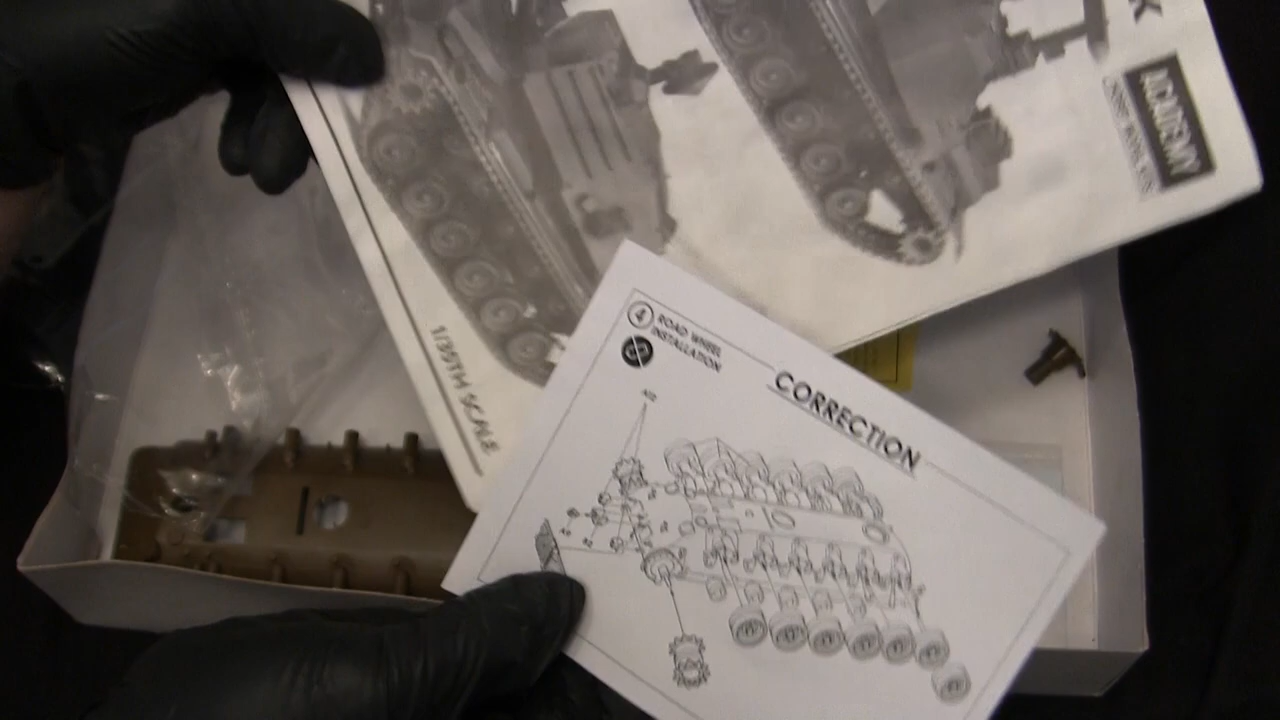 ACADEMY
1/35TH SCALE
4 ROAD WHEEL
INSTALLATION
CORRECTION